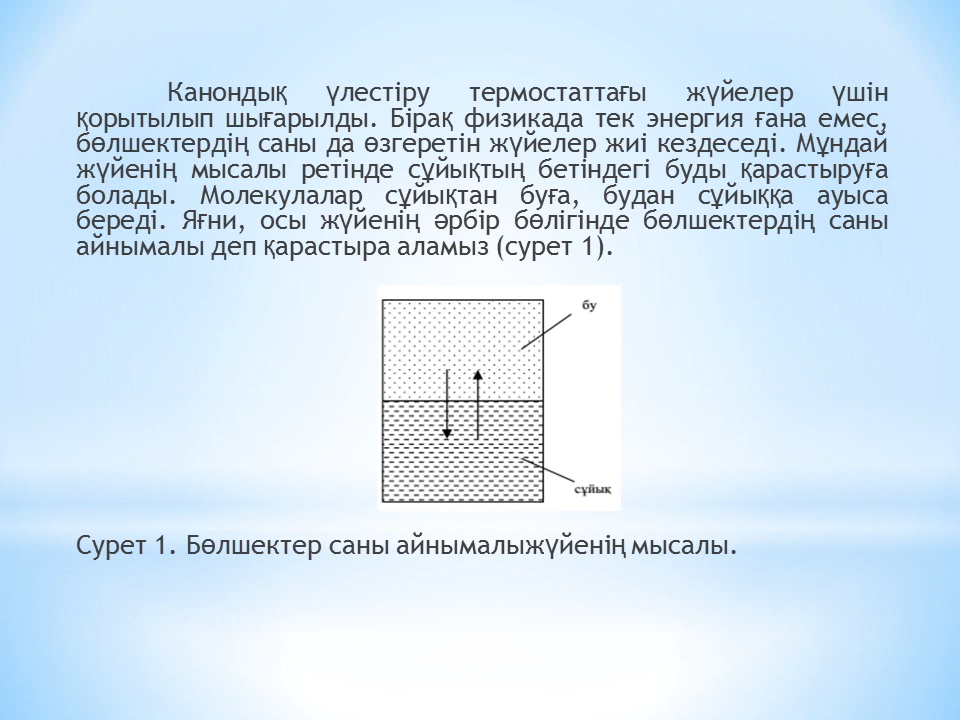 Канондық үлестіру термостаттағы жүйелер үшін
қорытылып шығарылды. Бірақ физикада тек энергия ғана емес,
бөлшектердің саны да өзгеретін жүйелер жиі кездеседі. Мұндай
жүйенің мысалы ретінде сұйықтың бетіндегі буды қарастыруға
болады. Молекулалар сұйықтан буға, будан сұйыққа ауыса
береді. Яғни, осы жүйенің әрбір бөлігінде бөлшектердің саны
айнымалы деп қарастыра аламыз (сурет 1).
бу
сұйық
Сурет 1. Бөлшектер саны айнымалыжүйенің мысалы.